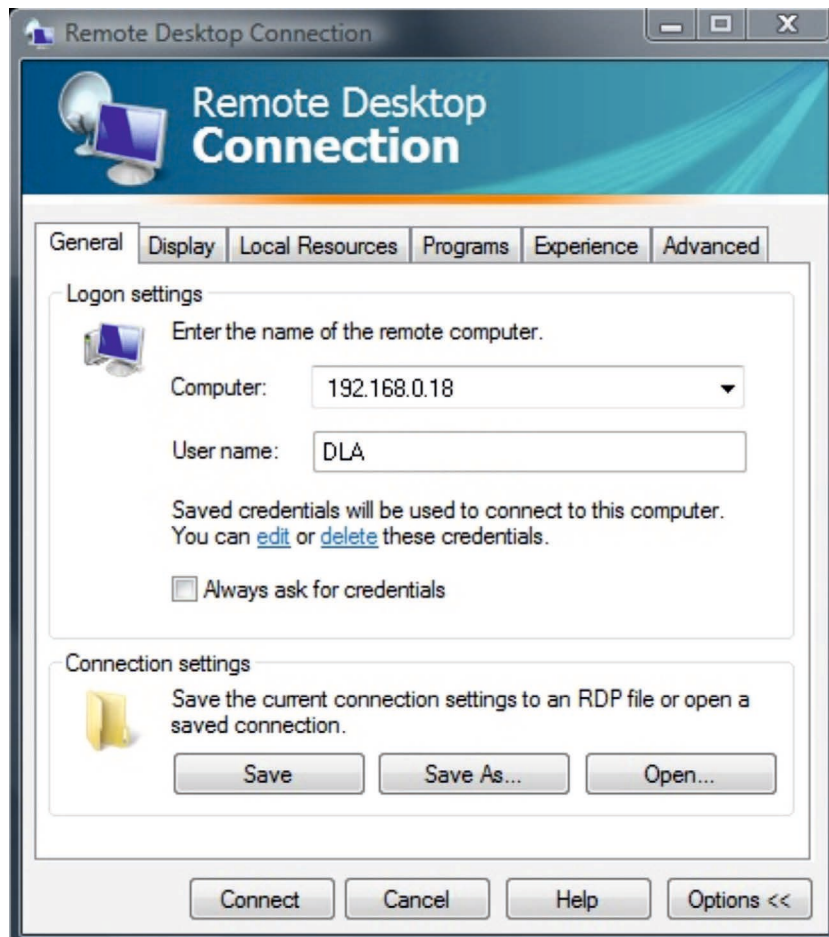 Remote Desktop Connection
Remote Desktop
Connection
General Display Local Resources Programs Experience Advanced
Logon settings
Enter the name of the remote computer.
Computer: 192.168.0.18
User name: DLA
Saved credentials will be used to connect to this computer.
You can edit or delete these credentials.
Always ask for credentials
Connection settings
Save the current connection settings to an RDP file or open a
saved connection.
Save Save As... Open...
Connect Cancel Help Options <<